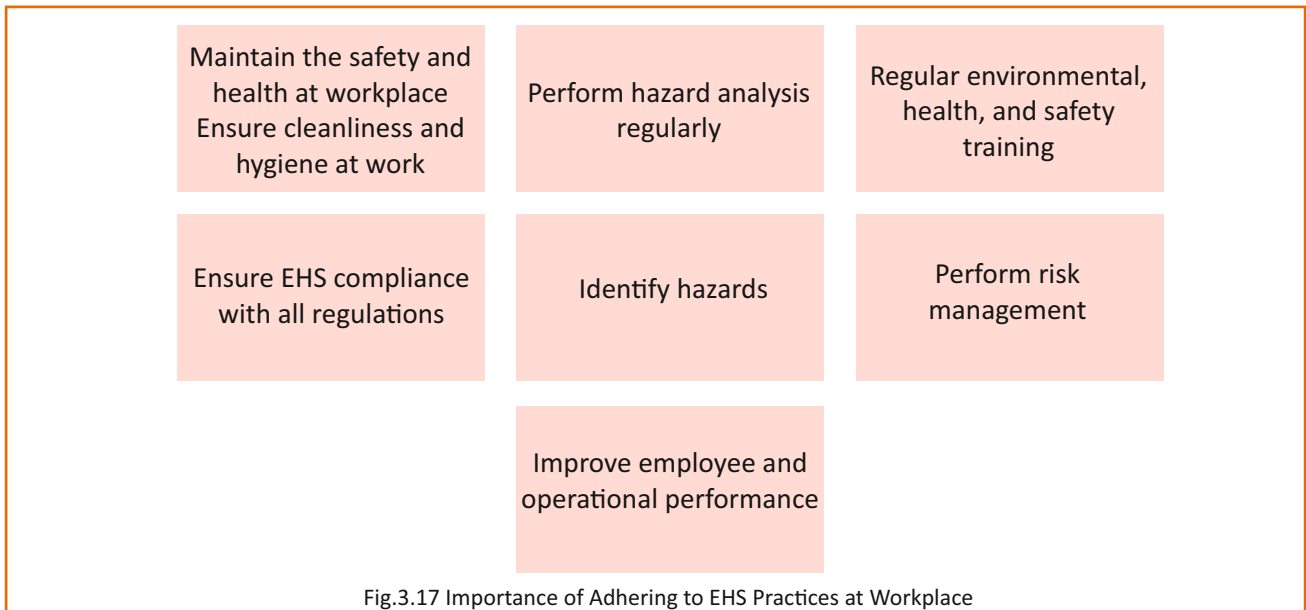 Maintain the safety and
health at workplace
Ensure cleanliness and
hygiene at work
Perform hazard analysis
regularly
Regular environmental,
health, and safety
training
Ensure EHS compliance
with all regulations
Identify hazards
Perform risk
management
Improve employee and
operational performance
Fig.3.17 Importance of Adhering to EHS Practices at Workplace